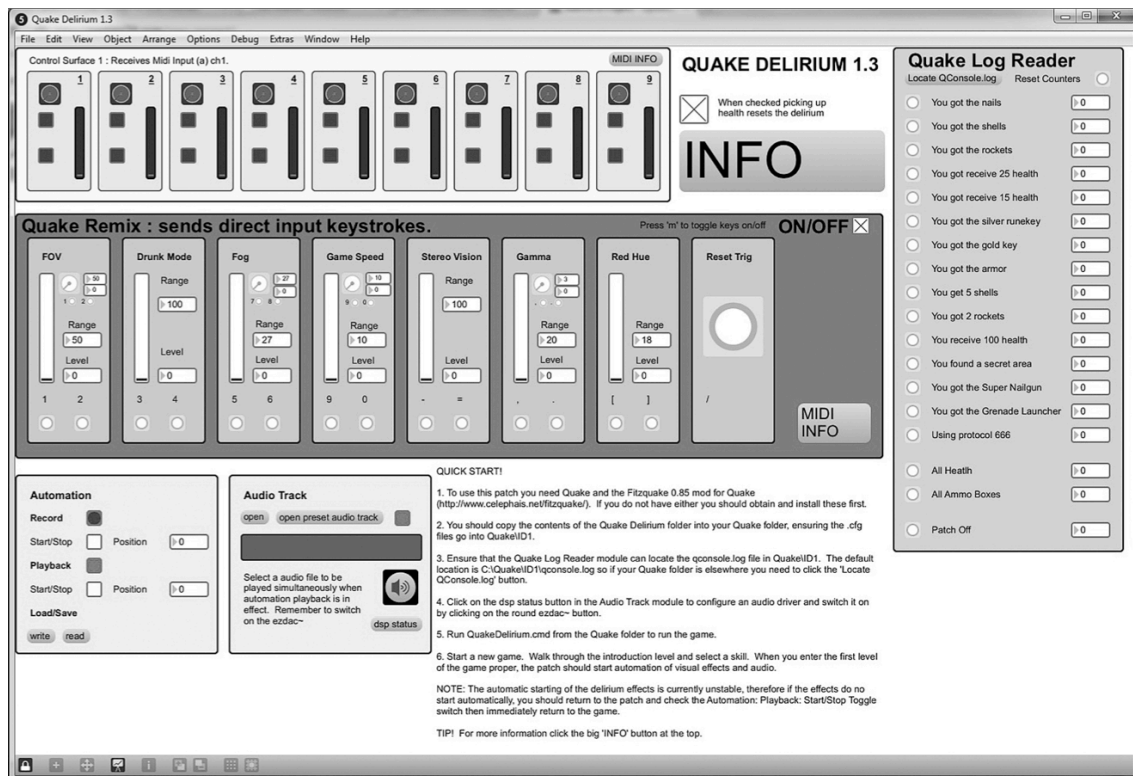 Quake Delirium 1.3
File Edit View Object Arrange Options Debug Extras Window Help
Control Surface 1 : Receives Midi Input (a) ch1.
MIDI INFO
1 2 3 4 5 6 7 8 9
QUAKE DELIRIUM 1.3
When checked picking up
health resets the delirium
INFO
Quake Remix : sends direct input keystrokes.
Press 'm' to toggle keys on/off
ON/OFF
FOV Drunk Mode Fog Game Speed Stereo Vision Gamma Red Hue Reset Trig
50 Range 27 10 Range 3
0 0 0 0
1 2 100 7 8 9 0 100 . .
Range Range Range Range Range
50 27 10 20 18
Level Level Level Level Level Level Level
0 0 0 0 0 0 0
1 2 3 4 5 6 9 0 - = , . [ ] /
MIDI
INFO
Automation
Record
Start/Stop Position 0
Playback
Start/Stop Position 0
Load/Save
write read
Audio Track
open open preset audio track
Select a audio file to be
played simultaneously when
automation playback is in
effect. Remember to switch
on the ezdac~
dsp status
QUICK START!
1. To use this patch you need Quake and the Fitzquake 0.85 mod for Quake
(http://www.celephais.net/fitzquake/). If you do not have either you should obtain and install these first.
2. You should copy the contents of the Quake Delirium folder into your Quake folder, ensuring the .cfg
files go into Quake\ID1.
3. Ensure that the Quake Log Reader module can locate the qconsole.log file in Quake\ID1. The default
location is C:\Quake\ID1\qconsole.log so if your Quake folder is elsewhere you need to click the 'Locate
QConsole.log' button.
4. Click on the dsp status button in the Audio Track module to configure an audio driver and switch it on
by clicking on the round ezdac~ button.
5. Run QuakeDelirium.cmd from the Quake folder to run the game.
6. Start a new game. Walk through the introduction level and select a skill. When you enter the first level
of the game proper, the patch should start automation of visual effects and audio.
NOTE: The automatic starting of the delirium effects is currently unstable, therefore if the effects do no
start automatically, you should return to the patch and check the Automation: Playback: Start/Stop Toggle
switch then immediately return to the game.
TIP! For more information click the big 'INFO' button at the top.
Quake Log Reader
Locate QConsole.log Reset Counters
You got the nails 0
You got the shells 0
You got the rockets 0
You got receive 25 health 0
You got receive 15 health 0
You got the silver runekey 0
You got the gold key 0
You got the armor 0
You get 5 shells 0
You got 2 rockets 0
You receive 100 health 0
You found a secret area 0
You got the Super Nailgun 0
You got the Grenade Launcher 0
Using protocol 666 0
All Heatlh 0
All Ammo Boxes 0
Patch Off 0